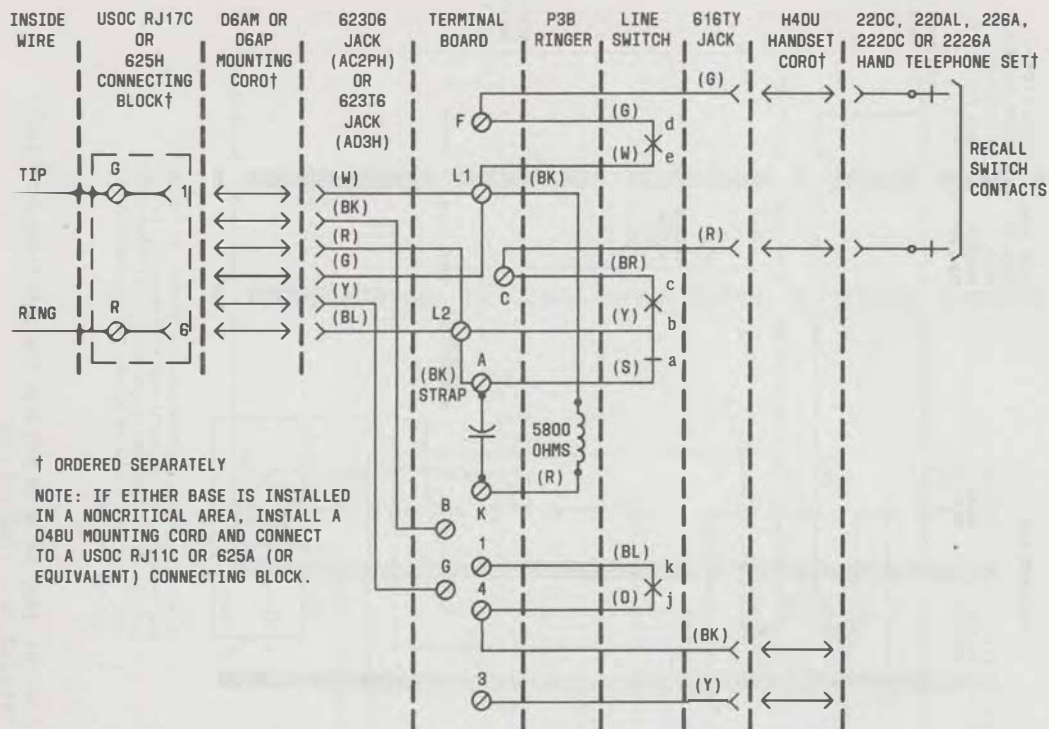 INSIDE
WIRE
USOC RJ17C
OR
625H
CONNECTING
BLOCK†
D6AM OR
D6AP
MOUNTING
CORD†
623D6
JACK
(AC2PH)
OR
623T6
JACK
(AD3H)
TERMINAL
BOARD
P3B
RINGER
LINE
SWITCH
616TY
JACK
H4DU
HANDSET
CORD†
22DC, 22DAL, 226A,
222DC OR 2226A
HAND TELEPHONE SET†
(G)
F
(G)
d
(W)
e
RECALL
SWITCH
CONTACTS
TIP
G
1
(W)
L1
(BK)
(BK)
(R)
(R)
(G)
C
(BR)
c
(Y)
RING
R
6
(BL)
L2
(Y)
b
A
(S)
a
(BK)
STRAP
5800
OHMS
(R)
K
† ORDERED SEPARATELY
NOTE: IF EITHER BASE IS INSTALLED
IN A NONCRITICAL AREA, INSTALL A
D4BU MOUNTING CORD AND CONNECT
TO A USOC RJ11C OR 625A (OR
EQUIVALENT) CONNECTING BLOCK.
B
1
(BL)
k
G
4
(O)
j
(BK)
3
(Y)